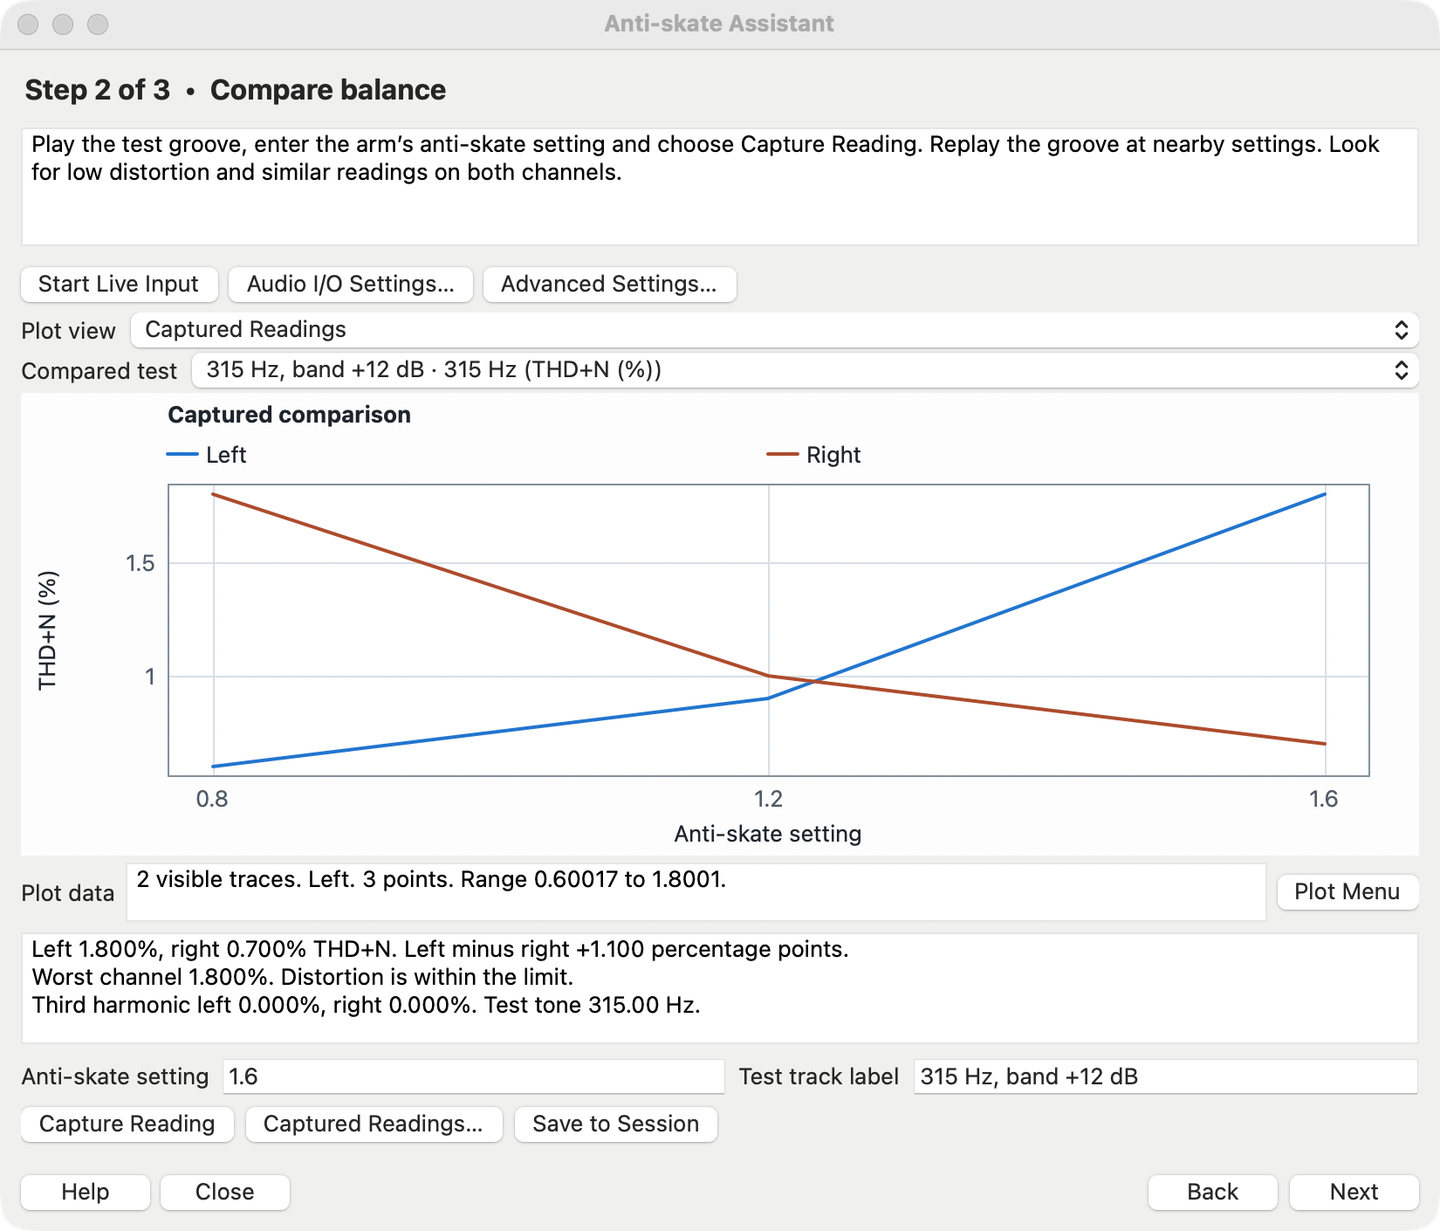 Anti-skate Assistant
Step 2 of 3 • Compare balance
Play the test groove, enter the arm’s anti-skate setting and choose Capture Reading. Replay the groove at nearby settings. Look
for low distortion and similar readings on both channels.
Start Live Input
Audio I/O Settings...
Advanced Settings...
Plot view
Captured Readings
Compared test
315 Hz, band +12 dB · 315 Hz (THD+N (%))
Captured comparison
Left
Right
1.5
1
THD+N (%)
0.8
1.2
1.6
Anti-skate setting
Plot data
2 visible traces. Left. 3 points. Range 0.60017 to 1.8001.
Plot Menu
Left 1.800%, right 0.700% THD+N. Left minus right +1.100 percentage points.
Worst channel 1.800%. Distortion is within the limit.
Third harmonic left 0.000%, right 0.000%. Test tone 315.00 Hz.
Anti-skate setting
1.6
Test track label
315 Hz, band +12 dB
Capture Reading
Captured Readings...
Save to Session
Help
Close
Back
Next